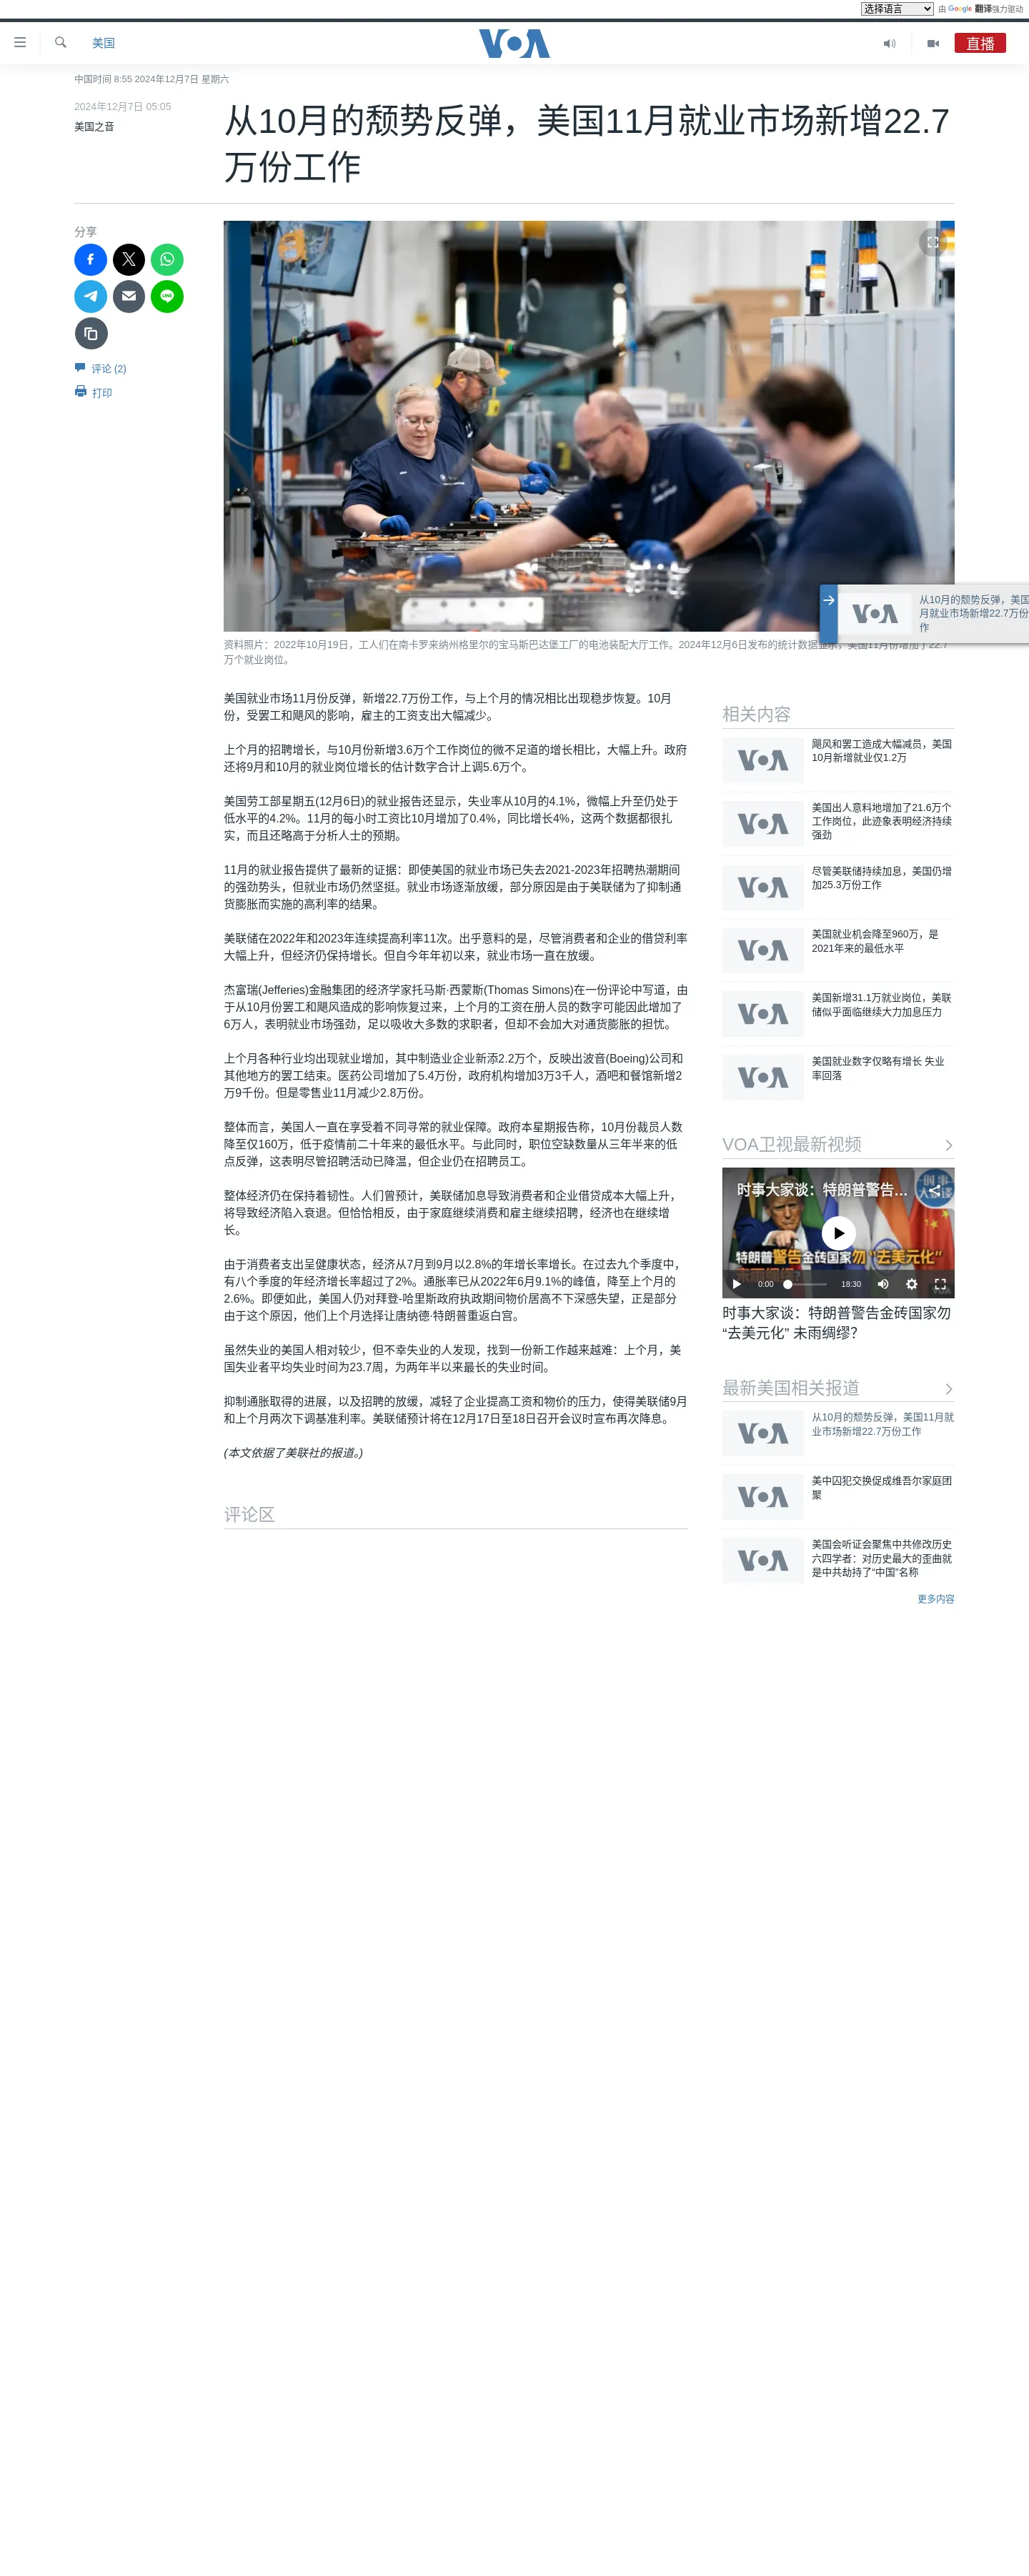 选择语言 由 Google 翻译强力驱动
美国
VOA
直播
中国时间 8:55 2024年12月7日 星期六
2024年12月7日 05:05
美国之音
从10月的颓势反弹，美国11月就业市场新增22.7
万份工作
分享
评论 (2)
打印
从10月的颓势反弹，美国
月就业市场新增22.7万份
作
资料照片：2022年10月19日，工人们在南卡罗来纳州格里尔的宝马斯巴达堡工厂的电池装配大厅工作。2024年12月6日发布的统计数据显示，美国11月份增加了22.7
万个就业岗位。
美国就业市场11月份反弹，新增22.7万份工作，与上个月的情况相比出现稳步恢复。10月
份，受罢工和飓风的影响，雇主的工资支出大幅减少。
上个月的招聘增长，与10月份新增3.6万个工作岗位的微不足道的增长相比，大幅上升。政府
还将9月和10月的就业岗位增长的估计数字合计上调5.6万个。
美国劳工部星期五(12月6日)的就业报告还显示，失业率从10月的4.1%，微幅上升至仍处于
低水平的4.2%。11月的每小时工资比10月增加了0.4%，同比增长4%，这两个数据都很扎
实，而且还略高于分析人士的预期。
11月的就业报告提供了最新的证据：即使美国的就业市场已失去2021-2023年招聘热潮期间
的强劲势头，但就业市场仍然坚挺。就业市场逐渐放缓，部分原因是由于美联储为了抑制通
货膨胀而实施的高利率的结果。
美联储在2022年和2023年连续提高利率11次。出乎意料的是，尽管消费者和企业的借贷利率
大幅上升，但经济仍保持增长。但自今年年初以来，就业市场一直在放缓。
杰富瑞(Jefferies)金融集团的经济学家托马斯·西蒙斯(Thomas Simons)在一份评论中写道，由
于从10月份罢工和飓风造成的影响恢复过来，上个月的工资在册人员的数字可能因此增加了
6万人，表明就业市场强劲，足以吸收大多数的求职者，但却不会加大对通货膨胀的担忧。
上个月各种行业均出现就业增加，其中制造业企业新添2.2万个，反映出波音(Boeing)公司和
其他地方的罢工结束。医药公司增加了5.4万份，政府机构增加3万3千人，酒吧和餐馆新增2
万9千份。但是零售业11月减少2.8万份。
整体而言，美国人一直在享受着不同寻常的就业保障。政府本星期报告称，10月份裁员人数
降至仅160万，低于疫情前二十年来的最低水平。与此同时，职位空缺数量从三年半来的低
点反弹，这表明尽管招聘活动已降温，但企业仍在招聘员工。
整体经济仍在保持着韧性。人们曾预计，美联储加息导致消费者和企业借贷成本大幅上升，
将导致经济陷入衰退。但恰恰相反，由于家庭继续消费和雇主继续招聘，经济也在继续增
长。
由于消费者支出呈健康状态，经济从7月到9月以2.8%的年增长率增长。在过去九个季度中，
有八个季度的年经济增长率超过了2%。通胀率已从2022年6月9.1%的峰值，降至上个月的
2.6%。即便如此，美国人仍对拜登-哈里斯政府执政期间物价居高不下深感失望，正是部分
由于这个原因，他们上个月选择让唐纳德·特朗普重返白宫。
虽然失业的美国人相对较少，但不幸失业的人发现，找到一份新工作越来越难：上个月，美
国失业者平均失业时间为23.7周，为两年半以来最长的失业时间。
抑制通胀取得的进展，以及招聘的放缓，减轻了企业提高工资和物价的压力，使得美联储9月
和上个月两次下调基准利率。美联储预计将在12月17日至18日召开会议时宣布再次降息。
(本文依据了美联社的报道。)
评论区
相关内容
飓风和罢工造成大幅减员，美国
10月新增就业仅1.2万
美国出人意料地增加了21.6万个
工作岗位，此迹象表明经济持续
强劲
尽管美联储持续加息，美国仍增
加25.3万份工作
美国就业机会降至960万，是
2021年来的最低水平
美国新增31.1万就业岗位，美联
储似乎面临继续大力加息压力
美国就业数字仅略有增长 失业
率回落
VOA卫视最新视频
时事大家谈：特朗普警告…
特朗普警告金砖国家勿“去美元化”
0:00 18:30
时事大家谈：特朗普警告金砖国家勿
“去美元化” 未雨绸缪？
最新美国相关报道
从10月的颓势反弹，美国11月就
业市场新增22.7万份工作
美中囚犯交换促成维吾尔家庭团
聚
美国会听证会聚焦中共修改历史
六四学者：对历史最大的歪曲就
是中共劫持了“中国”名称
更多内容